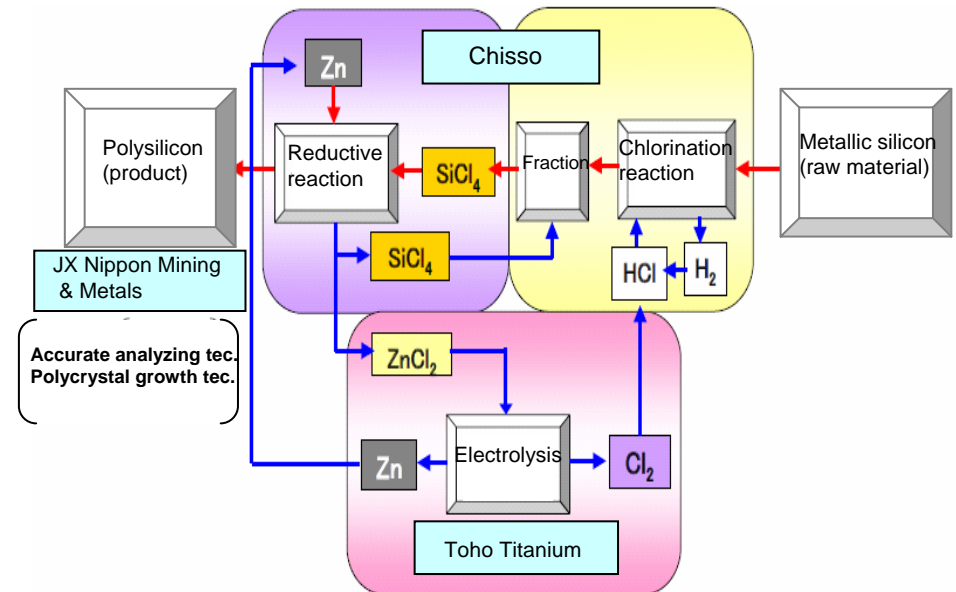 Chisso
Zn
Polysilicon
(product)
Reductive
reaction
SiCl₄
Fraction
Chlorination
reaction
Metallic silicon
(raw material)
SiCl₄
HCl
H₂
JX Nippon Mining
& Metals
Accurate analyzing tec.
Polycrystal growth tec.
ZnCl₂
Zn
Electrolysis
Cl₂
Toho Titanium